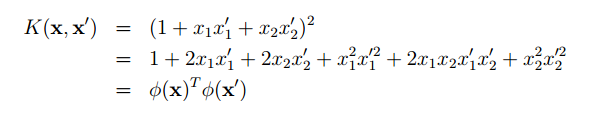 K(x, x′) = (1 + x₁x′₁ + x₂x′₂)²
= 1 + 2x₁x′₁ + 2x₂x′₂ + x₁²x′₁² + 2x₁x₂x′₁x′₂ + x₂²x′₂²
= ϕ(x)ᵀϕ(x′)